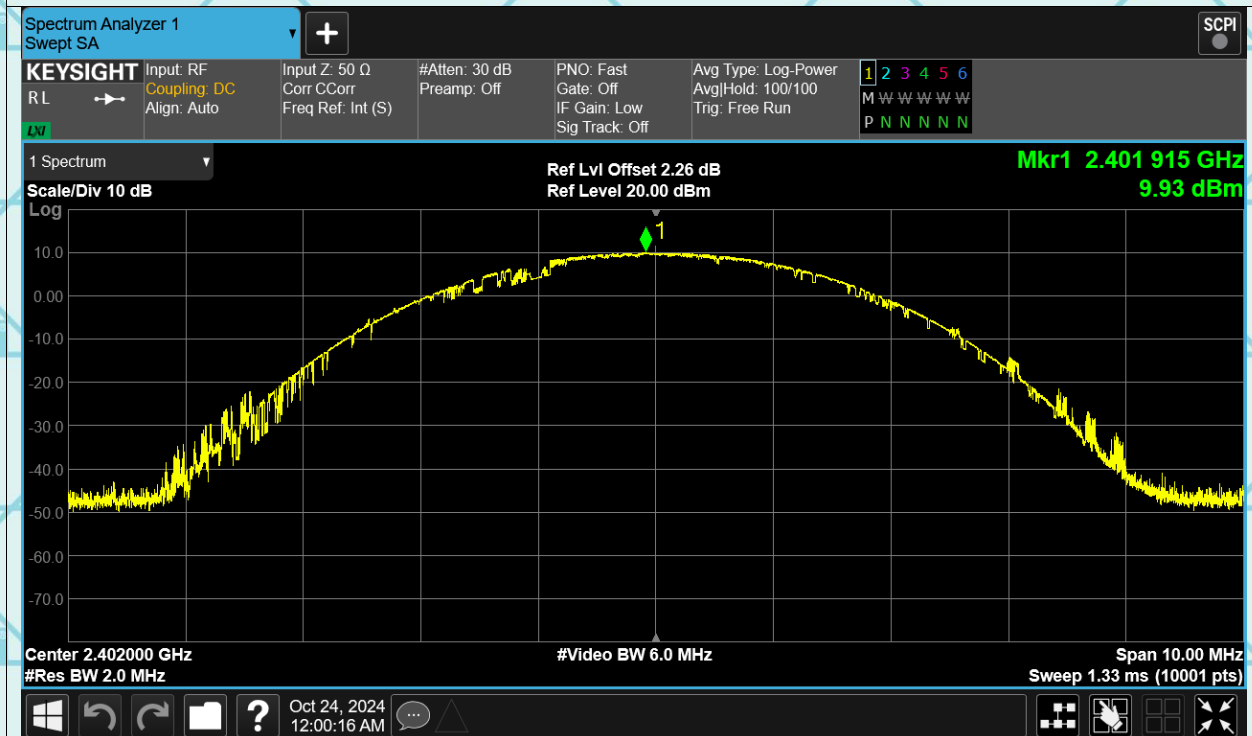 Spectrum Analyzer 1
Swept SA
+
SCPI
KEYSIGHT
RL
LXI
Input: RF
Coupling: DC
Align: Auto
Input Z: 50 Ω
Corr CCorr
Freq Ref: Int (S)
#Atten: 30 dB
Preamp: Off
PNO: Fast
Gate: Off
IF Gain: Low
Sig Track: Off
Avg Type: Log-Power
Avg|Hold: 100/100
Trig: Free Run
1 2 3 4 5 6
M W W W W W
P N N N N N
1 Spectrum
Scale/Div 10 dB
Log
Ref Lvl Offset 2.26 dB
Ref Level 20.00 dBm
Mkr1 2.401 915 GHz
9.93 dBm
1
10.0
0.00
-10.0
-20.0
-30.0
-40.0
-50.0
-60.0
-70.0
Center 2.402000 GHz
#Res BW 2.0 MHz
#Video BW 6.0 MHz
Span 10.00 MHz
Sweep 1.33 ms (10001 pts)
?
Oct 24, 2024
12:00:16 AM